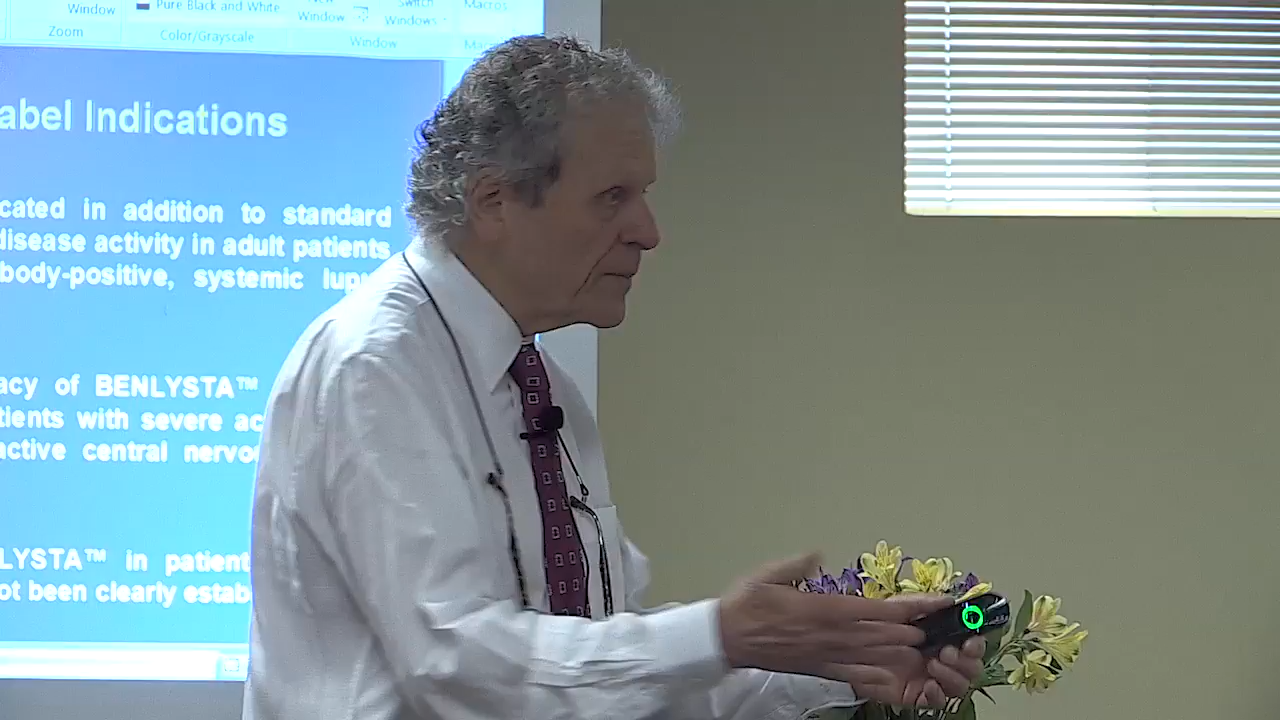 Window
Pure Black and White
Window
Switch
Windows
Macros
Zoom
Color/Grayscale
Window
abel Indications
cated in addition to standard
disease activity in adult patients
body-positive, systemic lup
acy of BENLYSTA™
tients with severe ac
active central nervo
LYSTA™ in patient
ot been clearly estab